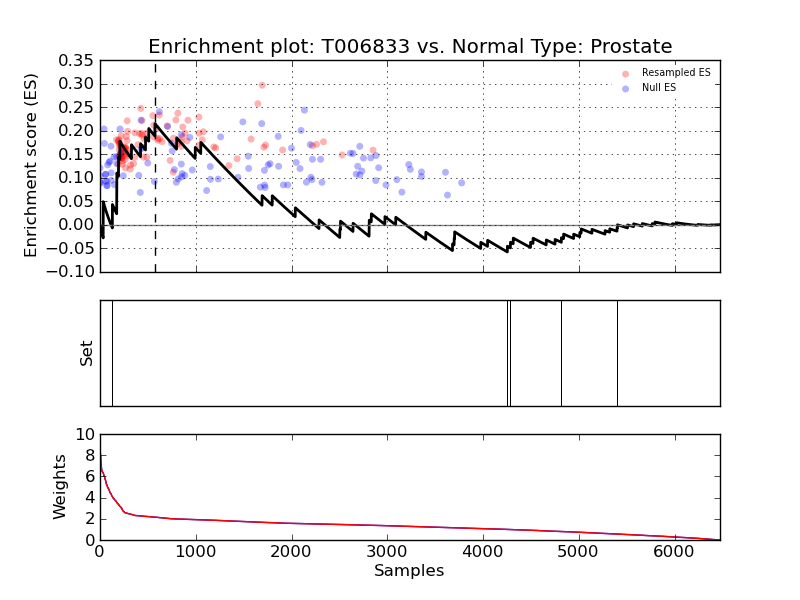 Enrichment plot: T006833 vs. Normal Type: Prostate
0.35
0.30
0.25
0.20
0.15
0.10
0.05
0.00
−0.05
−0.10
Enrichment score (ES)
Resampled ES
Null ES
Set
10
8
6
4
2
0
Weights
0 1000 2000 3000 4000 5000 6000
Samples